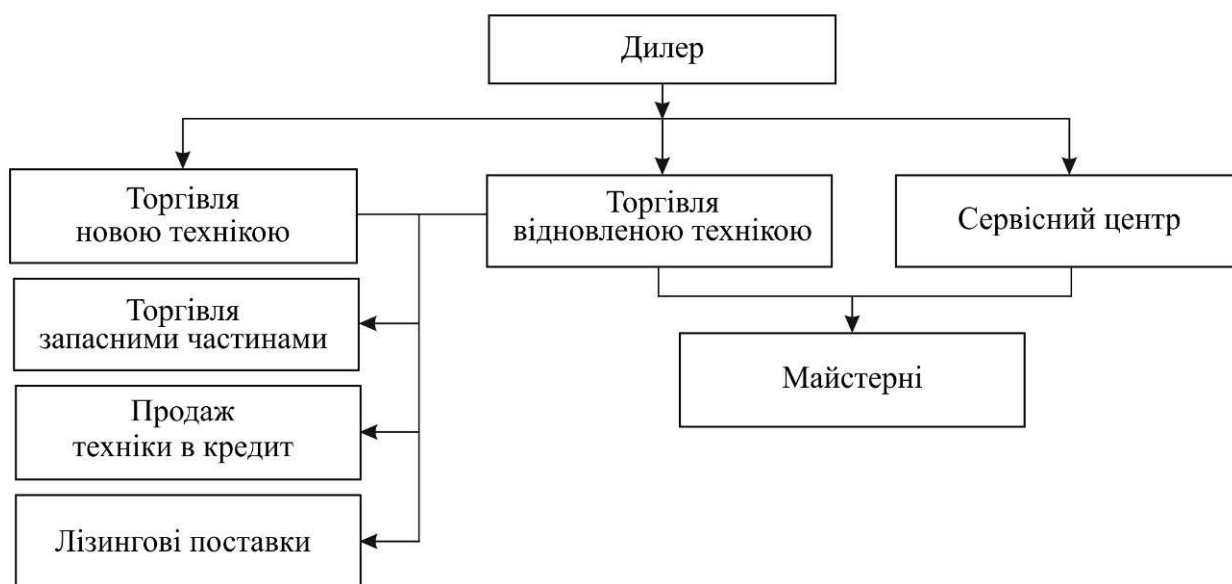 Дилер
Торгівля
новою технікою
Торгівля
відновленою технікою
Сервісний центр
Торгівля
запасними частинами
Майстерні
Продаж
техніки в кредит
Лізингові поставки